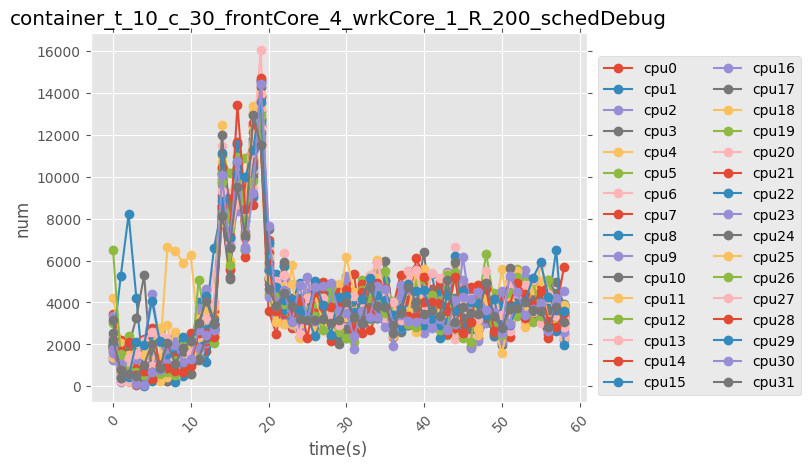 container_t_10_c_30_frontCore_4_wrkCore_1_R_200_schedDebug
16000
14000
12000
10000
8000
6000
4000
2000
0
num
0 10 20 30 40 50 60
time(s)
cpu0 cpu16
cpu1 cpu17
cpu2 cpu18
cpu3 cpu19
cpu4 cpu20
cpu5 cpu21
cpu6 cpu22
cpu7 cpu23
cpu8 cpu24
cpu9 cpu25
cpu10 cpu26
cpu11 cpu27
cpu12 cpu28
cpu13 cpu29
cpu14 cpu30
cpu15 cpu31